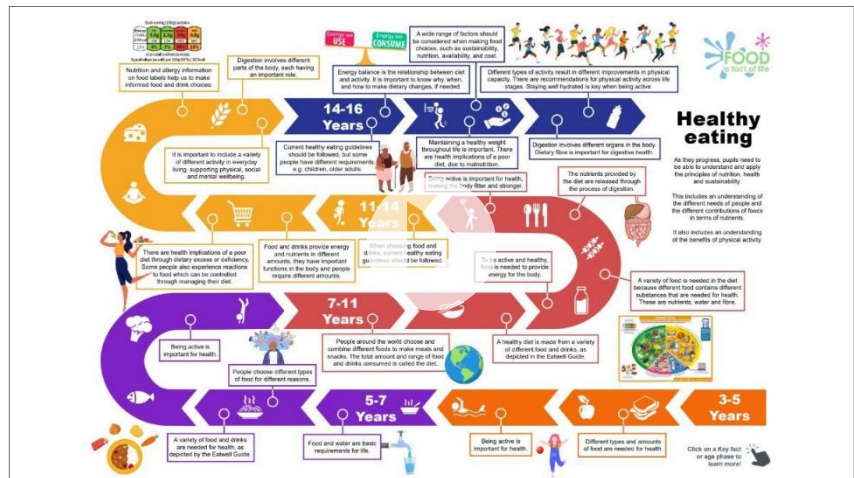 Each serving (150g) contains
Nutrition and allergy information
on food labels help us to make
informed food and drink choices.
Digestion involves different
parts of the body, each having
an important role.
Energy we
USE
Energy we
CONSUME
Energy balance is the relationship between diet
and activity. It is important to know why, when
and how to make dietary changes, if needed.
A wide range of factors should
be considered when making food
choices, such as sustainability,
nutrition, availability, and cost.
Different types of activity result in different improvements in physical
capacity. There are recommendations for physical activity across life
stages. Staying well hydrated is key when being active.
FOOD
a fact of life
14-16
Years
It is important to include a variety
of different activity in everyday
living, supporting physical, social
and mental wellbeing.
Current healthy eating guidelines
should be followed, but some
people have different requirements,
e.g. children, older adults
Maintaining a healthy weight
throughout life is important. There
are health implications of a poor
diet, due to malnutrition.
Digestion involves different organs in the body.
Dietary fibre is important for digestive health.
Healthy
eating
As they progress, pupils need to
be able to understand and apply
the principles of nutrition, health
and sustainability.
This includes an understanding of
the different needs of people and
the different contributions of foods
in terms of nutrients.
It also includes an understanding
of the benefits of physical activity
Being active is important for health,
making the body fitter and stronger.
The nutrients provided by
the diet are released through
the process of digestion.
11-14
Years
There are health implications of a poor
diet through dietary excess or deficiency.
Some people also experience reactions
to food which can be controlled
through managing their diet.
Food and drinks provide energy
and nutrients in different
amounts, they have important
functions in the body and people
require different amounts.
When choosing food and
drinks, current healthy eating
guidelines should be followed
To be active and healthy,
food is needed to provide
energy for the body.
A variety of food is needed in the diet
because different food contains different
substances that are needed for health.
These are nutrients, water and fibre.
7-11
Years
Being active is
important for health.
People choose different types
of food for different reasons.
People around the world choose and
combine different foods to make meals and
snacks. The total amount and range of food
and drinks consumed is called the diet.
A healthy diet is made from a variety
of different food and drinks, as
depicted in the Eatwell Guide.
5-7
Years
3-5
Years
A variety of food and drinks
are needed for health, as
depicted by the Eatwell Guide.
Food and water are basic
requirements for life.
Being active is
important for health.
Different types and amounts
of food are needed for health
Click on a Key fact
or age phase to
learn more!